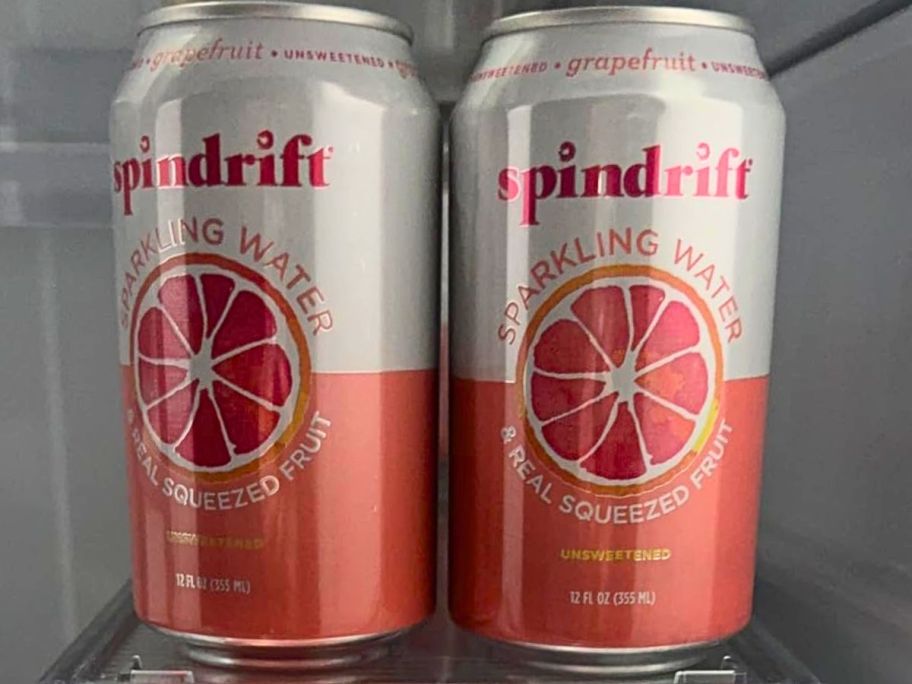 grapefruit • UNSWEETENED •
spindrift
SPARKLING WATER
& REAL SQUEEZED FRUIT
UNSWEETENED
12 FL OZ (355 ML)
UNSWEETENED • grapefruit • UNSWEETENED
spindrift
SPARKLING WATER
& REAL SQUEEZED FRUIT
UNSWEETENED
12 FL OZ (355 ML)